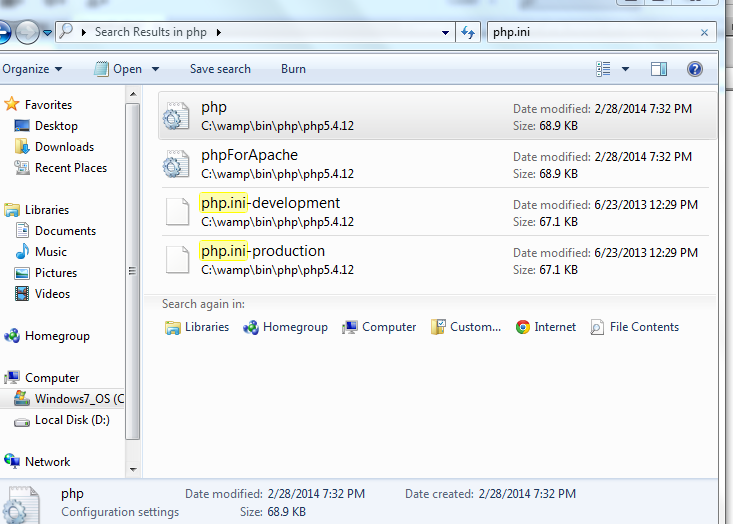 Search Results in php
php.ini
Organize
Open
Save search
Burn
Favorites
Desktop
Downloads
Recent Places
Libraries
Documents
Music
Pictures
Videos
Homegroup
Computer
Windows7_OS (C
Local Disk (D:)
Network
php
Date modified: 2/28/2014 7:32 PM
C:\wamp\bin\php\php5.4.12
Size: 68.9 KB
phpForApache
Date modified: 2/28/2014 7:32 PM
C:\wamp\bin\php\php5.4.12
Size: 68.9 KB
php.ini-development
Date modified: 6/23/2013 12:29 PM
C:\wamp\bin\php\php5.4.12
Size: 67.1 KB
php.ini-production
Date modified: 6/23/2013 12:29 PM
C:\wamp\bin\php\php5.4.12
Size: 67.1 KB
Search again in:
Libraries
Homegroup
Computer
Custom...
Internet
File Contents
php
Date modified: 2/28/2014 7:32 PM
Date created: 2/28/2014 7:32 PM
Configuration settings
Size: 68.9 KB